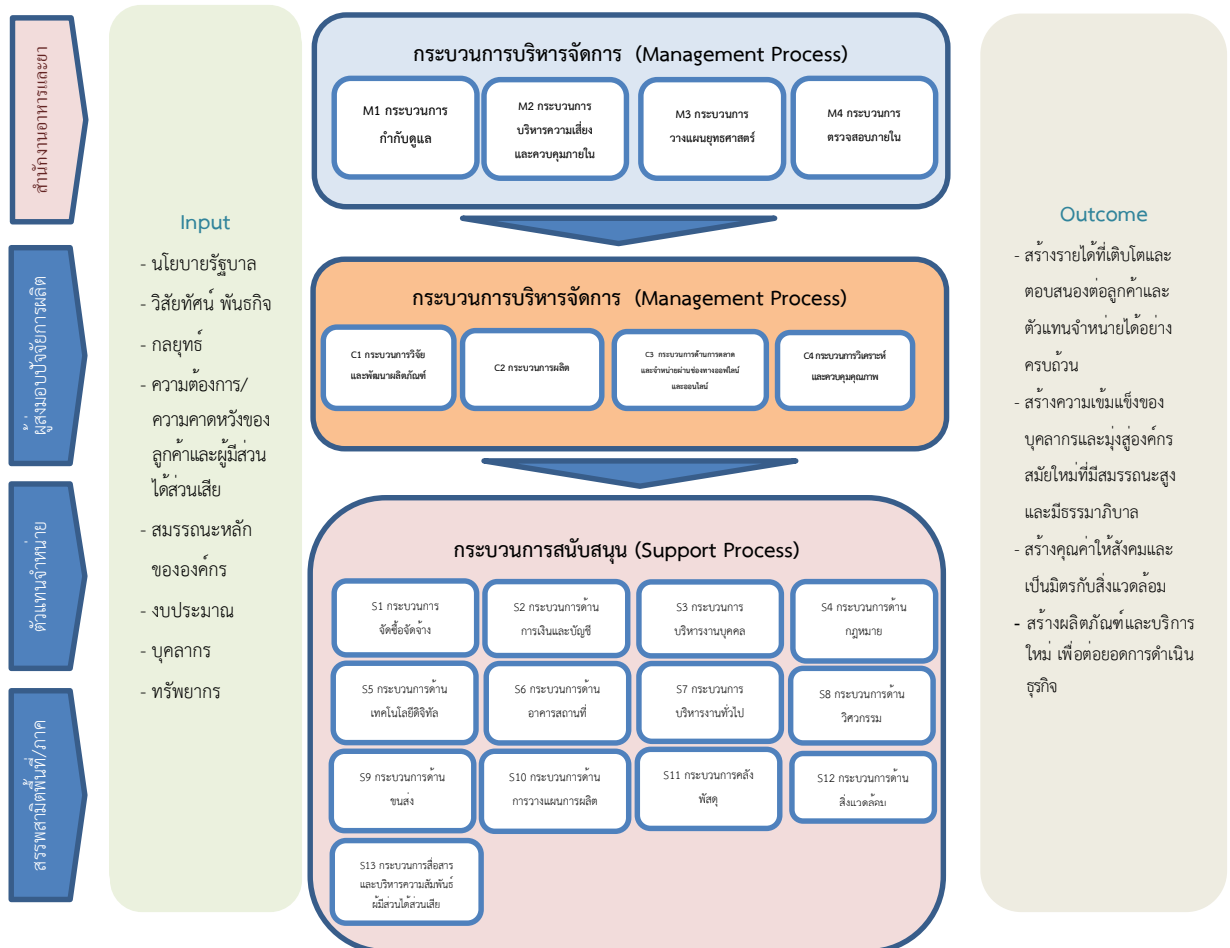 สำนักงานอาหารและยา
ผู้ส่งมอบปัจจัยการผลิต
ตัวแทนจำหน่าย
สรรพสามิตพื้นที่/ภาค
Input
- นโยบายรัฐบาล
- วิสัยทัศน์ พันธกิจ
- กลยุทธ์
- ความต้องการ/
ความคาดหวังของ
ลูกค้าและผู้มีส่วน
ได้ส่วนเสีย
- สมรรถนะหลัก
ขององค์กร
- งบประมาณ
- บุคลากร
- ทรัพยากร
กระบวนการบริหารจัดการ (Management Process)
M1 กระบวนการ
กำกับดูแล
M2 กระบวนการ
บริหารความเสี่ยง
และควบคุมภายใน
M3 กระบวนการ
วางแผนยุทธศาสตร์
M4 กระบวนการ
ตรวจสอบภายใน
กระบวนการบริหารจัดการ (Management Process)
C1 กระบวนการวิจัย
และพัฒนาผลิตภัณฑ์
C2 กระบวนการผลิต
C3 กระบวนการด้านการตลาด
และจำหน่ายผ่านช่องทางออฟไลน์
และออนไลน์
C4 กระบวนการวิเคราะห์
และควบคุมคุณภาพ
กระบวนการสนับสนุน (Support Process)
S1 กระบวนการ
จัดซื้อจัดจ้าง
S2 กระบวนการด้าน
การเงินและบัญชี
S3 กระบวนการ
บริหารงานบุคคล
S4 กระบวนการด้าน
กฎหมาย
S5 กระบวนการด้าน
เทคโนโลยีดิจิทัล
S6 กระบวนการด้าน
อาคารสถานที่
S7 กระบวนการ
บริหารงานทั่วไป
S8 กระบวนการด้าน
วิศวกรรม
S9 กระบวนการด้าน
ขนส่ง
S10 กระบวนการด้าน
การวางแผนการผลิต
S11 กระบวนการคลัง
พัสดุ
S12 กระบวนการด้าน
สิ่งแวดล้อม
S13 กระบวนการสื่อสาร
และบริหารความสัมพันธ์
ผู้มีส่วนได้ส่วนเสีย
Outcome
- สร้างรายได้ที่เติบโตและ
ตอบสนองต่อลูกค้าและ
ตัวแทนจำหน่ายได้อย่าง
ครบถ้วน
- สร้างความเข้มแข็งของ
บุคลากรและมุ่งสู่องค์กร
สมัยใหม่ที่มีสมรรถนะสูง
และมีธรรมาภิบาล
- สร้างคุณค่าให้สังคมและ
เป็นมิตรกับสิ่งแวดล้อม
- สร้างผลิตภัณฑ์และบริการ
ใหม่ เพื่อต่อยอดการดำเนิน
ธุรกิจ